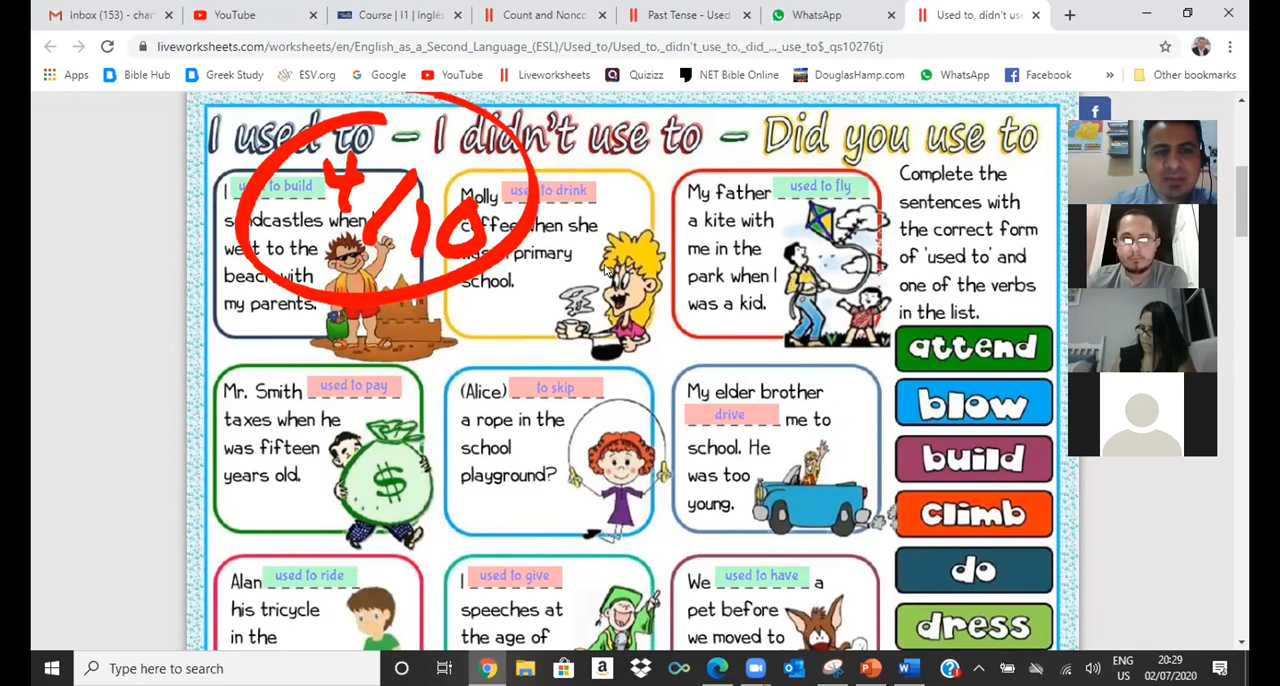 inbox (153) - char
YouTube
Course | I1 | Inglés
Count and Nonco
Past Tense - Used
WhatsApp
Used to, didn't use
liveworksheets.com/worksheets/en/English_as_a_Second_Language_(ESL)/Used_to/Used_to,_didn't_use_to,_did_..._use_to$_qs10276tj
Apps
Bible Hub
Greek Study
ESV.org
Google
YouTube
Liveworksheets
Quizizz
NET Bible Online
DouglasHamp.com
WhatsApp
Facebook
»
Other bookmarks
I used to – I didn't use to – Did you use to
4/10
I used to build
sandcastles when I
went to the
beach with
my parents.
Molly used to drink
coffee when she
was in primary
school.
My father used to fly
a kite with
me in the
park when I
was a kid.
Complete the
sentences with
the correct form
of 'used to' and
one of the verbs
in the list.
Mr. Smith used to pay
taxes when he
was fifteen
years old.
(Alice) to skip
a rope in the
school
playground?
My elder brother
drive me to
school. He
was too
young.
attend
blow
build
climb
do
dress
Alan used to ride
his tricycle
in the
I used to give
speeches at
the age of
We used to have a
pet before
we moved to
Type here to search
ENG
US
20:29
02/07/2020